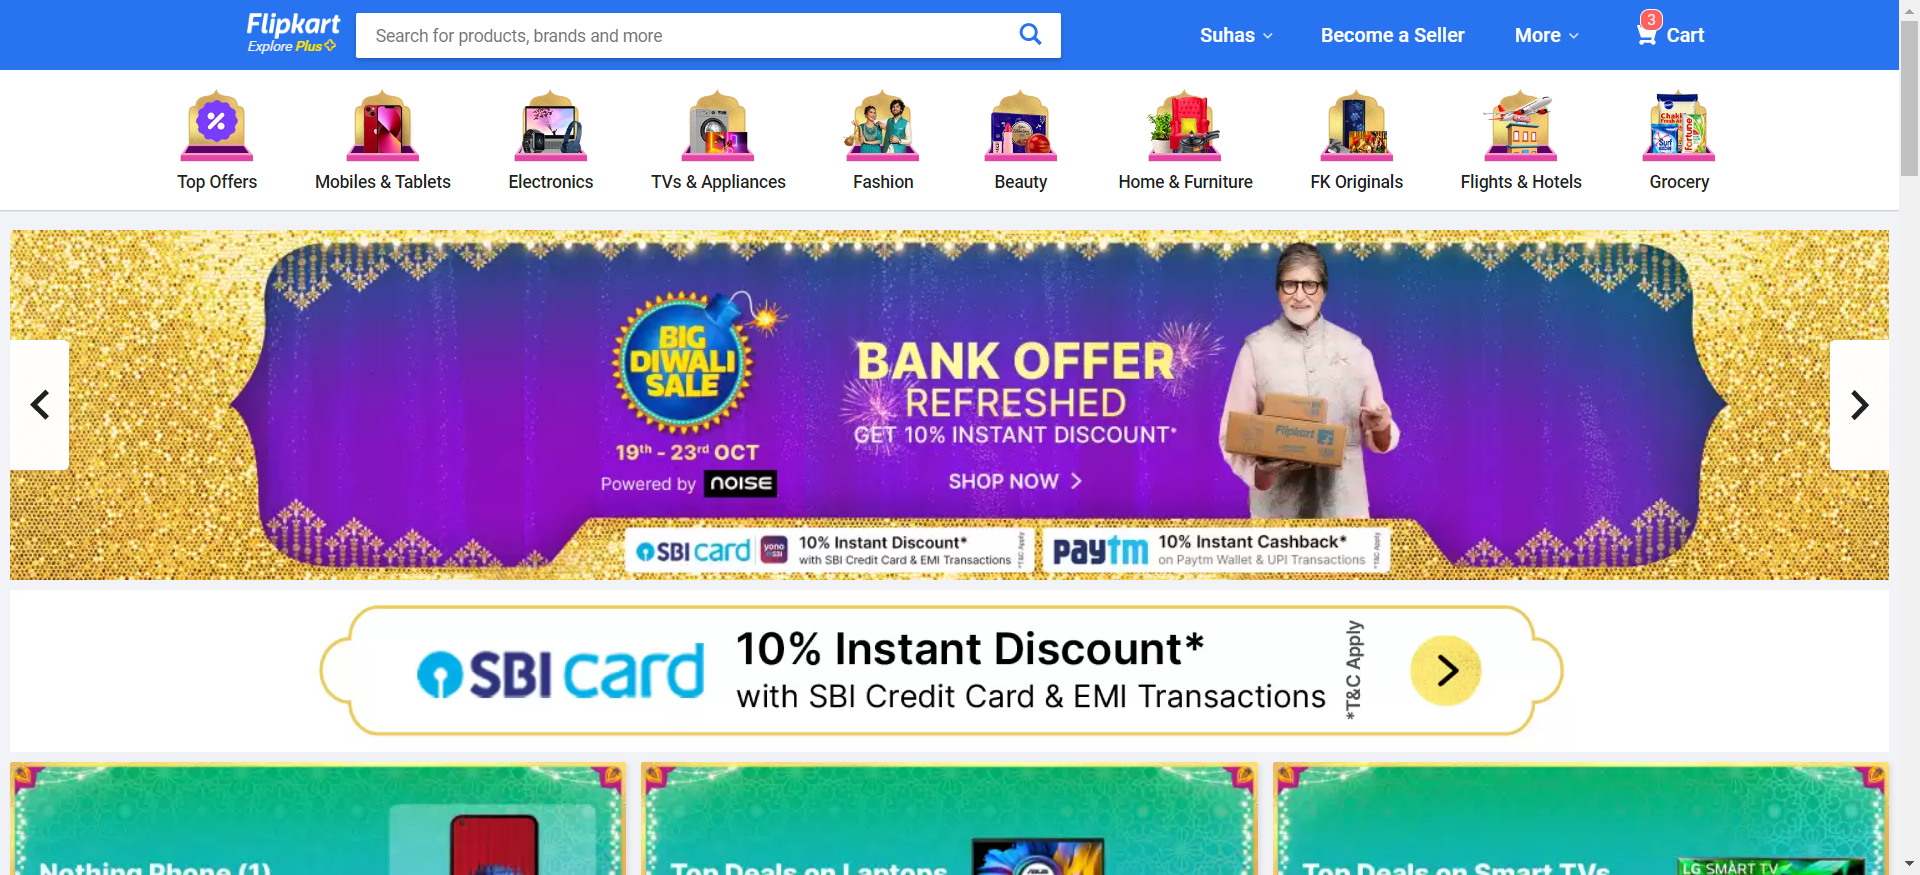 Flipkart
Explore Plus
Search for products, brands and more
Suhas
Become a Seller
More
3
Cart
Top Offers
Mobiles & Tablets
Electronics
TVs & Appliances
Fashion
Beauty
Home & Furniture
FK Originals
Flights & Hotels
Grocery
BIG
DIWALI
SALE
19th - 23rd OCT
Powered by NOISE
BANK OFFER
REFRESHED
GET 10% INSTANT DISCOUNT*
SHOP NOW
Flipkart
SBI card
yono
SBI
10% Instant Discount*
with SBI Credit Card & EMI Transactions
*T&C Apply
paytm
10% Instant Cashback*
on Paytm Wallet & UPI Transactions
*T&C Apply
SBI card
10% Instant Discount*
with SBI Credit Card & EMI Transactions
*T&C Apply
Nothing Phone (1)
Top Deals on Laptops
Top Deals on Smart TVs
LG SMART TV